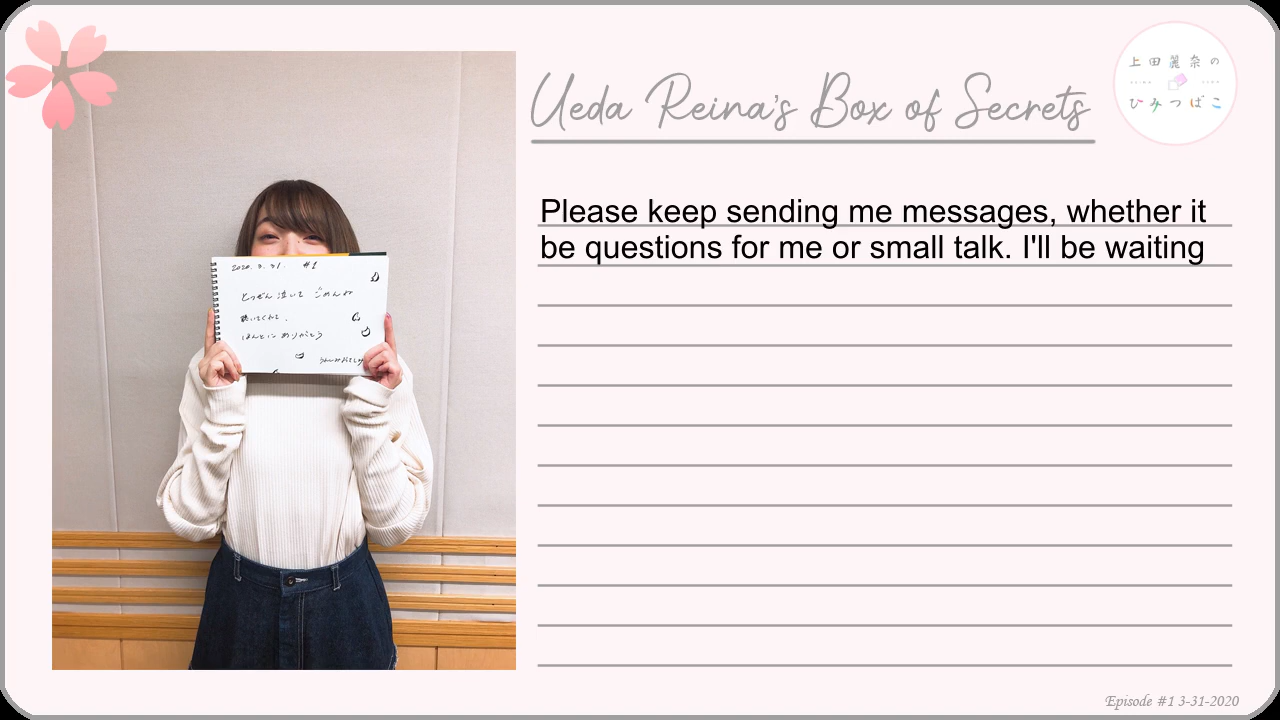 Ueda Reina's Box of Secrets
上田麗奈の
ひみつばこ
Please keep sending me messages, whether it
be questions for me or small talk. I'll be waiting
2020. 3. 31. #1
とつぜん泣いて ごめんね
聴いてくれて、
ほんとに ありがとう
Episode #1 3-31-2020